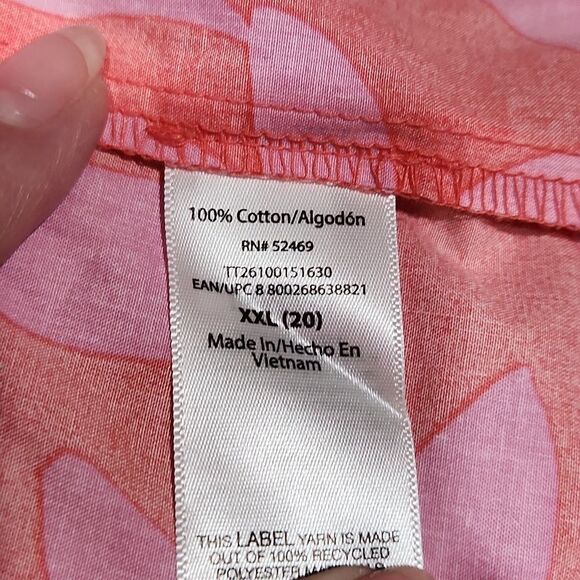 100% Cotton/Algodón
RN# 52469
TT26100151630
EAN/UPC 8 800268638821
XXL (20)
Made In/Hecho En
Vietnam
THIS LABEL YARN IS MADE
OUT OF 100% RECYCLED
POLYESTER